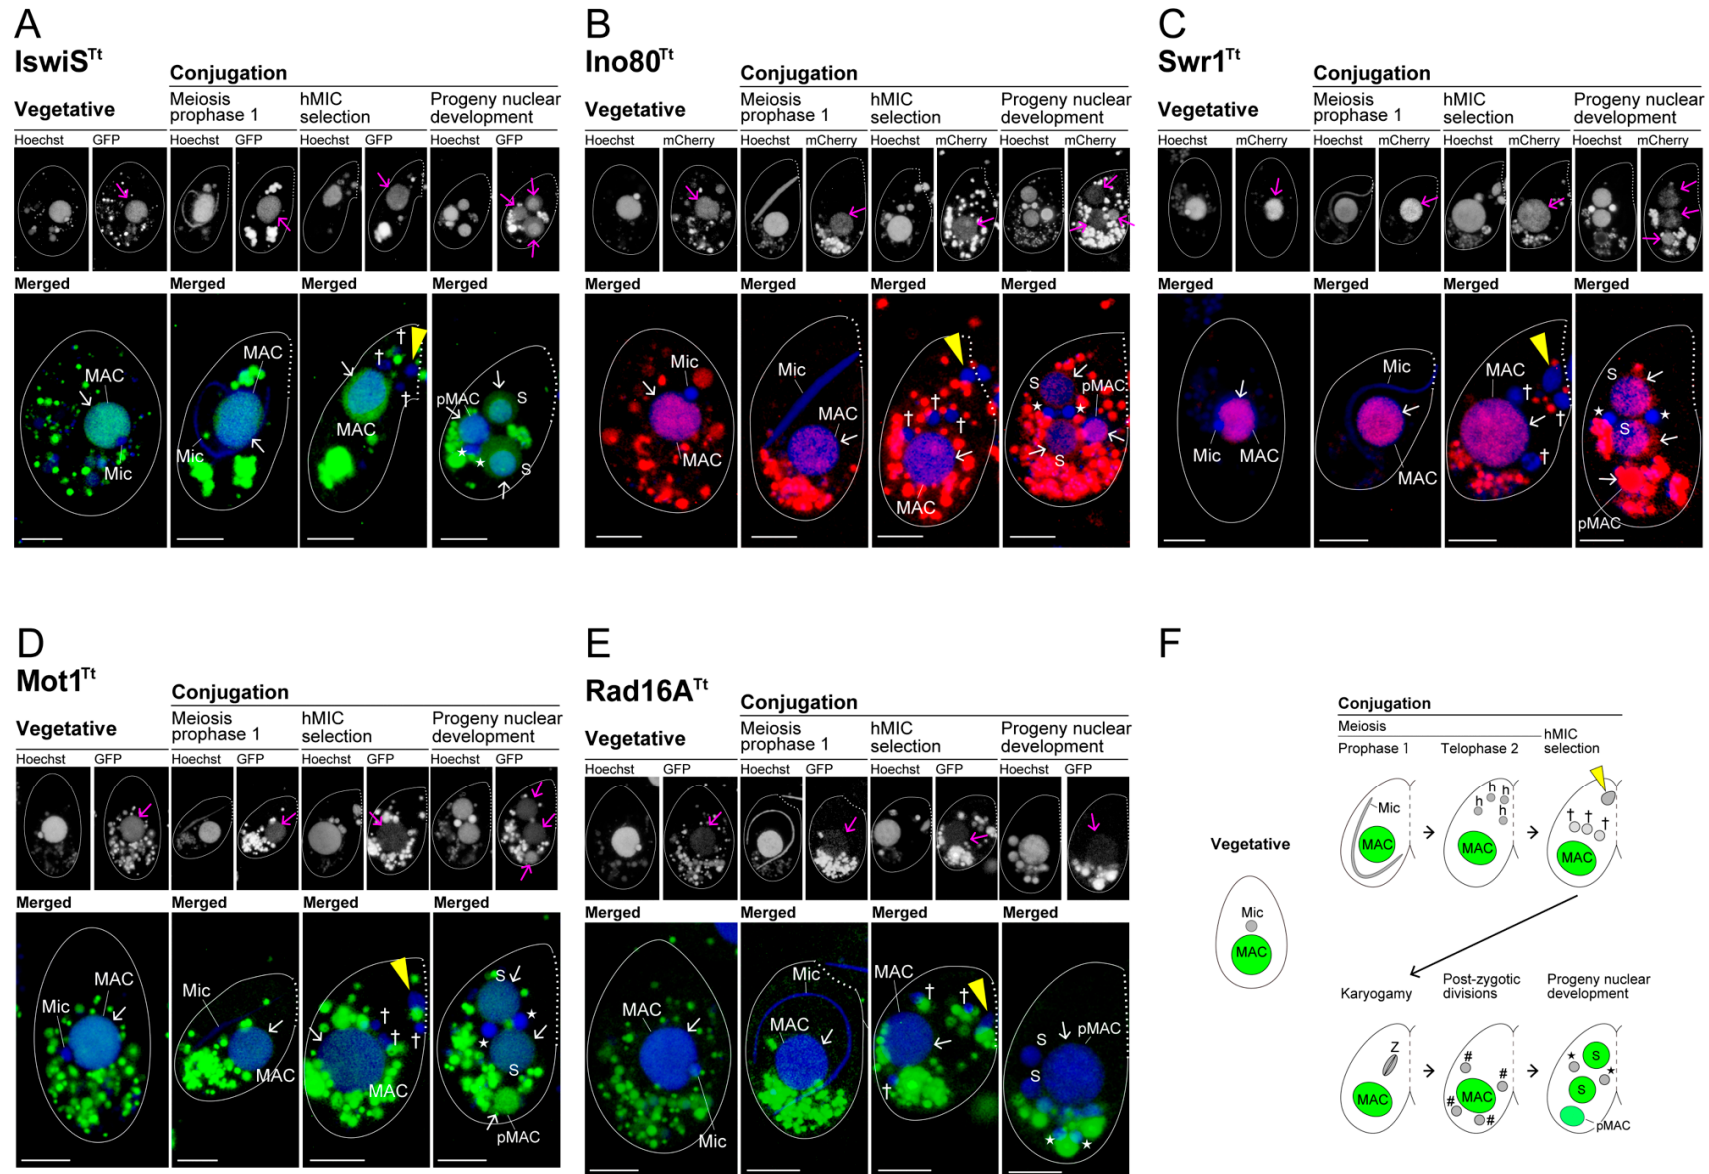 A
IswiS^Tt
Conjugation
Vegetative
Meiosis prophase 1
hMIC selection
Progeny nuclear development
Hoechst GFP Hoechst GFP Hoechst GFP Hoechst GFP
Merged Merged Merged Merged
MAC
Mic
MAC
Mic
† † †
MAC
pMAC
S
S
★ ★
B
Ino80^Tt
Conjugation
Vegetative
Meiosis prophase 1
hMIC selection
Progeny nuclear development
Hoechst mCherry Hoechst mCherry Hoechst mCherry Hoechst mCherry
Merged Merged Merged Merged
Mic
MAC
Mic
MAC
† †
MAC
S
pMAC
★ ★
S
C
Swr1^Tt
Conjugation
Vegetative
Meiosis prophase 1
hMIC selection
Progeny nuclear development
Hoechst mCherry Hoechst mCherry Hoechst mCherry Hoechst mCherry
Merged Merged Merged Merged
Mic MAC
MAC
MAC
† † †
S
★ ★
S
pMAC
D
Mot1^Tt
Conjugation
Vegetative
Meiosis prophase 1
hMIC selection
Progeny nuclear development
Hoechst GFP Hoechst GFP Hoechst GFP Hoechst GFP
Merged Merged Merged Merged
MAC
Mic
Mic
MAC
† † †
MAC
S
★ ★
S
pMAC
E
Rad16A^Tt
Conjugation
Vegetative
Meiosis prophase 1
hMIC selection
Progeny nuclear development
Hoechst GFP Hoechst GFP Hoechst GFP Hoechst GFP
Merged Merged Merged Merged
MAC
Mic
Mic
MAC
MAC
† † †
pMAC
S
S
★ ★
F
Conjugation
Meiosis
hMIC selection
Prophase 1 Telophase 2
Mic
MAC
h h h h
MAC
† † †
MAC
Vegetative
Mic
MAC
Karyogamy
Post-zygotic divisions
Progeny nuclear development
Z
MAC
# # # #
MAC
S
★ ★
S
pMAC